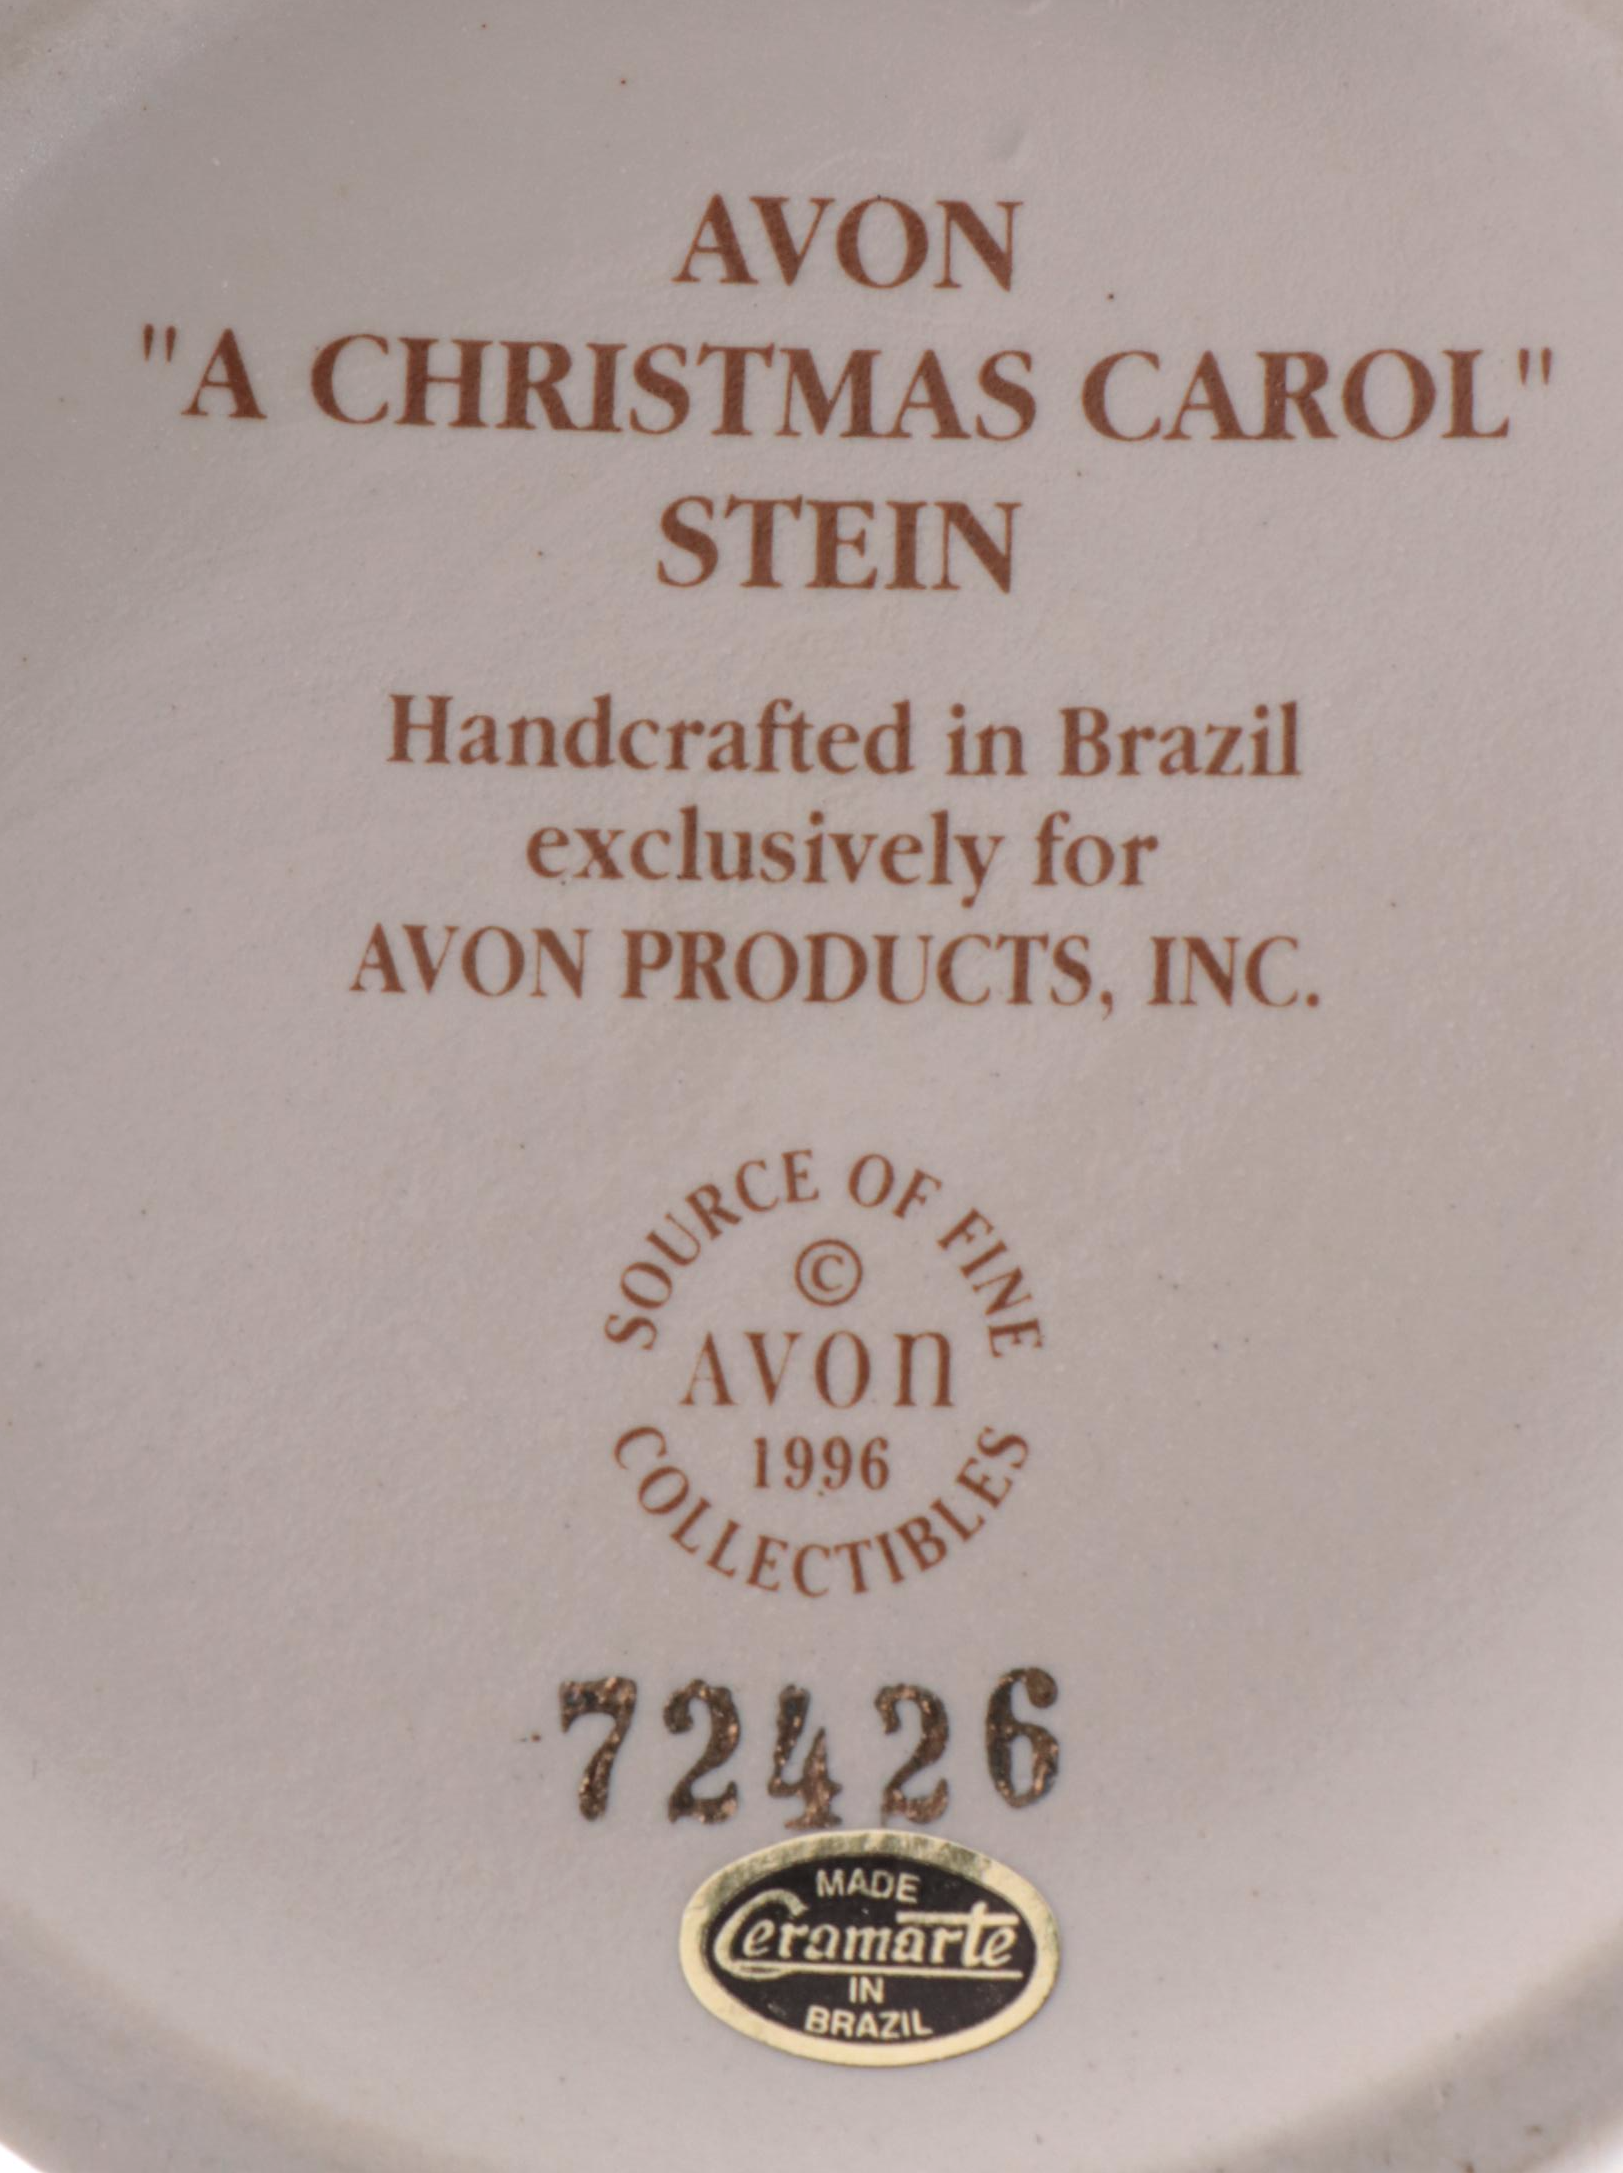 AVON
"A CHRISTMAS CAROL"
STEIN
Handcrafted in Brazil
exclusively for
AVON PRODUCTS, INC.
SOURCE OF FINE
©
AVON
1996
COLLECTIBLES
72426
MADE
Ceramarte
IN
BRAZIL